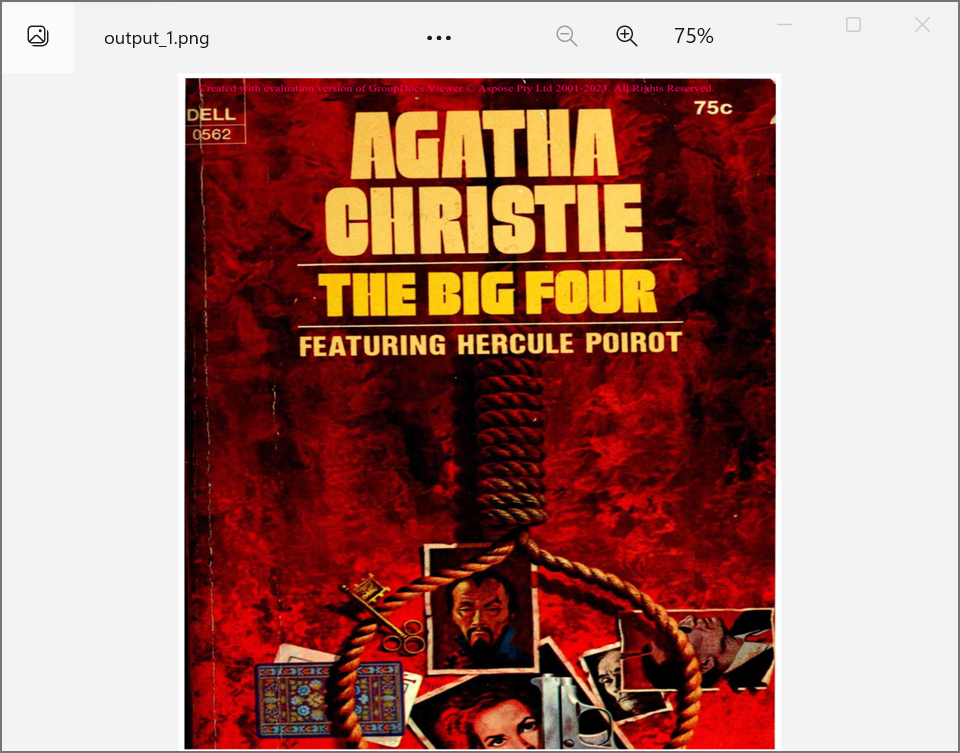 output_1.png
75%
Created with evaluation version of GroupDocs.Viewer © Aspose Pty Ltd 2001-2023. All Rights Reserved.
DELL
0562
75c
AGATHA
CHRISTIE
THE BIG FOUR
FEATURING HERCULE POIROT